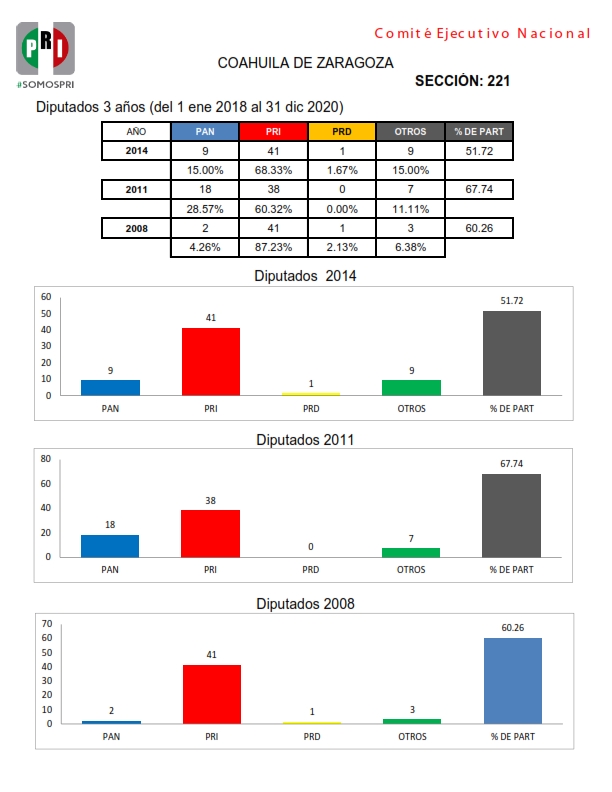 Comité Ejecutivo Nacional
PRI
#SOMOSPRI
COAHUILA DE ZARAGOZA
SECCIÓN: 221
Diputados 3 años (del 1 ene 2018 al 31 dic 2020)
AÑO PAN PRI PRD OTROS % DE PART
2014 9 41 1 9 51.72
15.00% 68.33% 1.67% 15.00%
2011 18 38 0 7 67.74
28.57% 60.32% 0.00% 11.11%
2008 2 41 1 3 60.26
4.26% 87.23% 2.13% 6.38%
Diputados 2014
60
50
40
30
20
10
0
9
41
1
9
51.72
PAN PRI PRD OTROS % DE PART
Diputados 2011
80
60
40
20
0
18
38
0
7
67.74
PAN PRI PRD OTROS % DE PART
Diputados 2008
70
60
50
40
30
20
10
0
2
41
1
3
60.26
PAN PRI PRD OTROS % DE PART